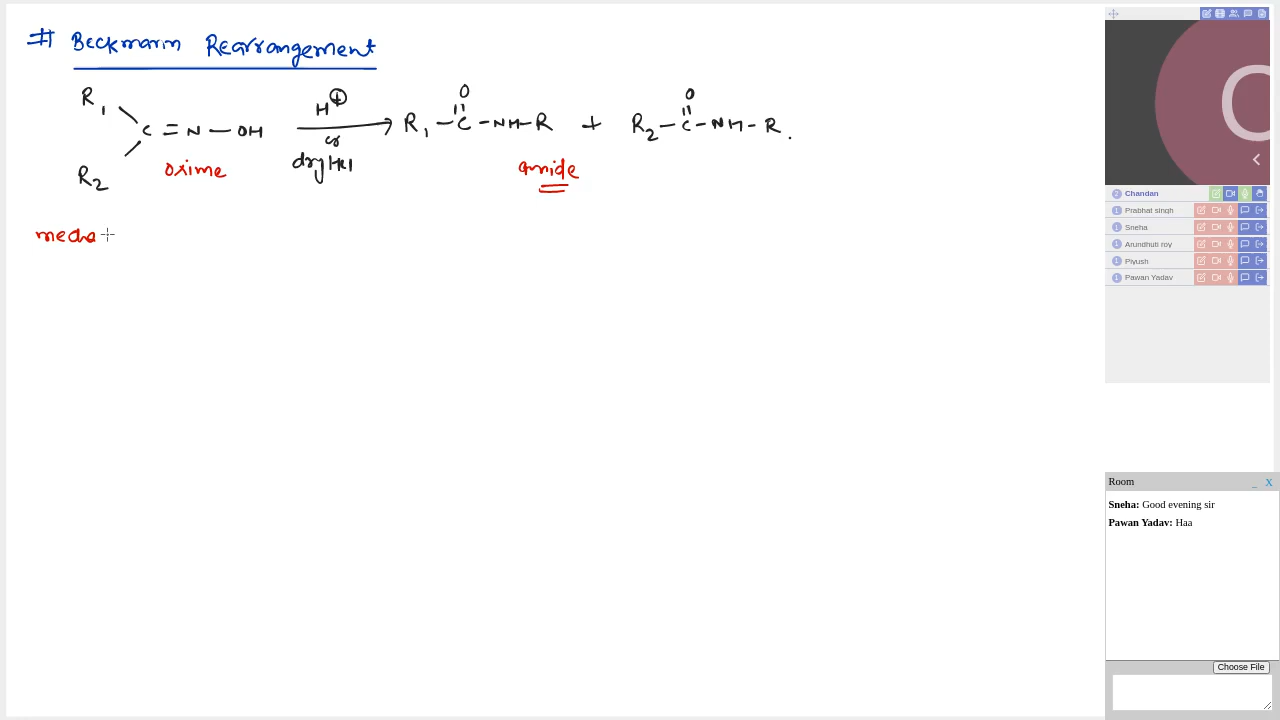 # Beckmann Rearrangement
R1 R2 C = N — OH H⊕ or dry HCl R1 — C — NH — R O + R2 — C — NH — R. O
oxime amide
mecha
C
Chandan
Prabhat singh
Sneha
Arundhuti roy
Piyush
Pawan Yadav
Room _ X
Sneha: Good evening sir
Pawan Yadav: Haa
Choose File